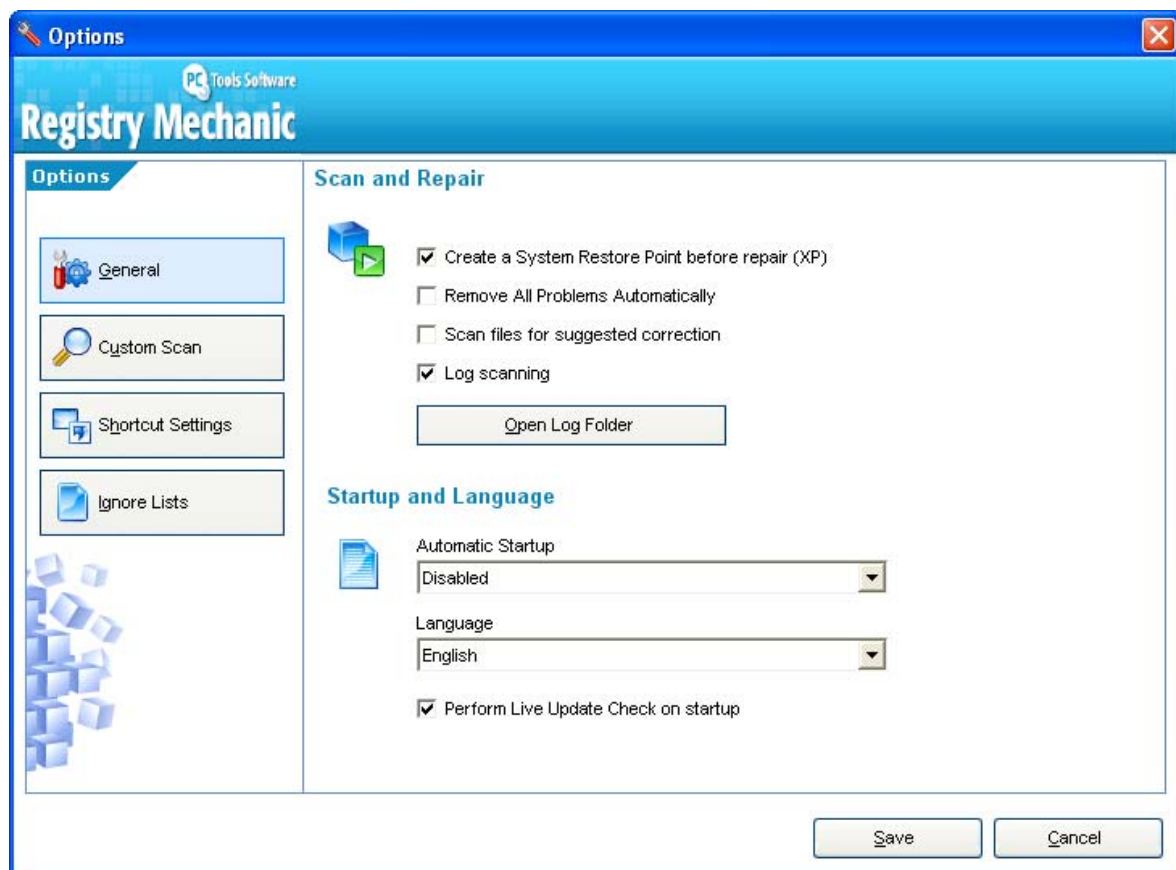 Options
PC Tools Software
Registry Mechanic
Options
General
Custom Scan
Shortcut Settings
Ignore Lists
Scan and Repair
Create a System Restore Point before repair (XP)
Remove All Problems Automatically
Scan files for suggested correction
Log scanning
Open Log Folder
Startup and Language
Automatic Startup
Disabled
Language
English
Perform Live Update Check on startup
Save
Cancel